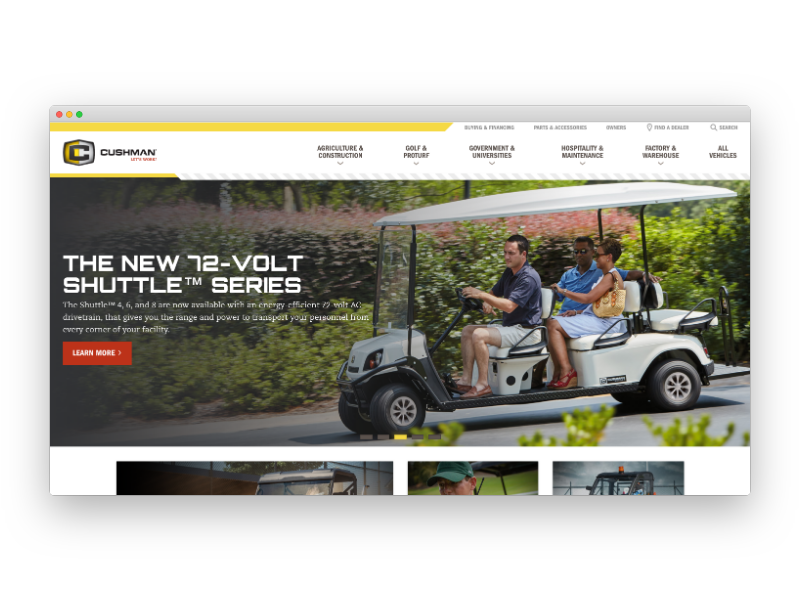 BUYING & FINANCING PARTS & ACCESSORIES OWNERS FIND A DEALER SEARCH
CUSHMAN
LET'S WORK!
AGRICULTURE & CONSTRUCTION
GOLF & PROTURF
GOVERNMENT & UNIVERSITIES
HOSPITALITY & MAINTENANCE
FACTORY & WAREHOUSE
ALL VEHICLES
THE NEW 72-VOLT
SHUTTLE™ SERIES
The Shuttle™ 4, 6, and 8 are now available with an energy-efficient 72-volt AC
drivetrain, that gives you the range and power to transport your personnel from
every corner of your facility.
LEARN MORE
CUSHMAN